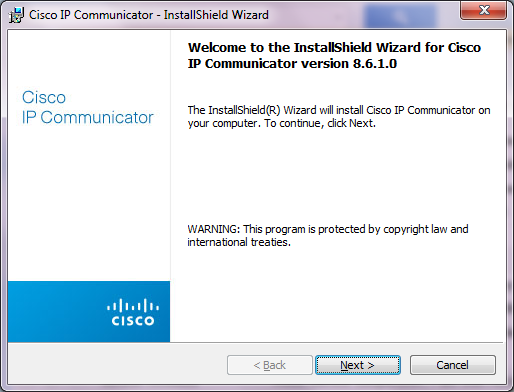 Cisco IP Communicator - InstallShield Wizard
Welcome to the InstallShield Wizard for Cisco
IP Communicator version 8.6.1.0
Cisco
IP Communicator
The InstallShield(R) Wizard will install Cisco IP Communicator on
your computer. To continue, click Next.
WARNING: This program is protected by copyright law and
international treaties.
CISCO
< Back
Next >
Cancel